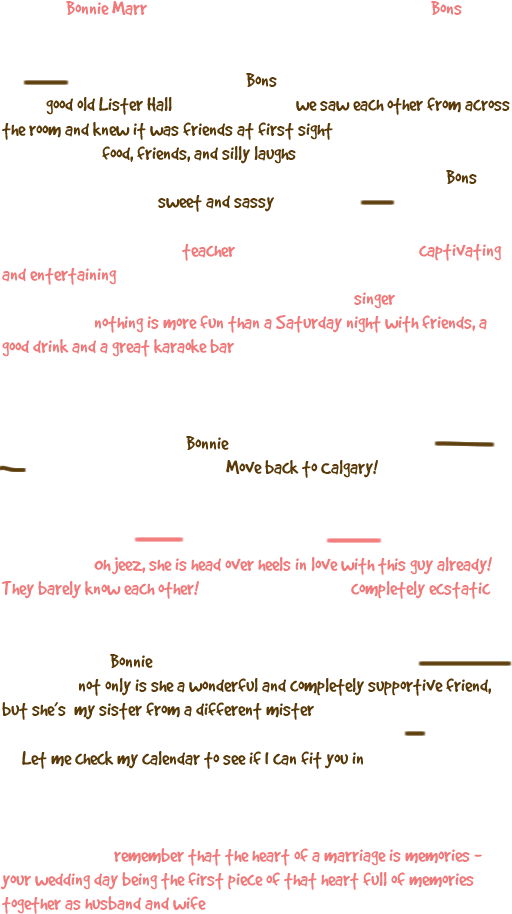 Bonnie Marr Bons
Bons
good old Lister Hall we saw each other from across
the room and knew it was friends at first sight
food, friends, and silly laughs
Bons
sweet and sassy
teacher captivating
and entertaining
singer
nothing is more fun than a Saturday night with friends, a
good drink and a great karaoke bar
Bonnie
Move back to Calgary!
Oh jeez, she is head over heels in love with this guy already!
They barely know each other! completely ecstatic
Bonnie
not only is she a wonderful and completely supportive friend,
but she's my sister from a different mister
Let me check my calendar to see if I can fit you in
remember that the heart of a marriage is memories -
your wedding day being the first piece of that heart full of memories
together as husband and wife